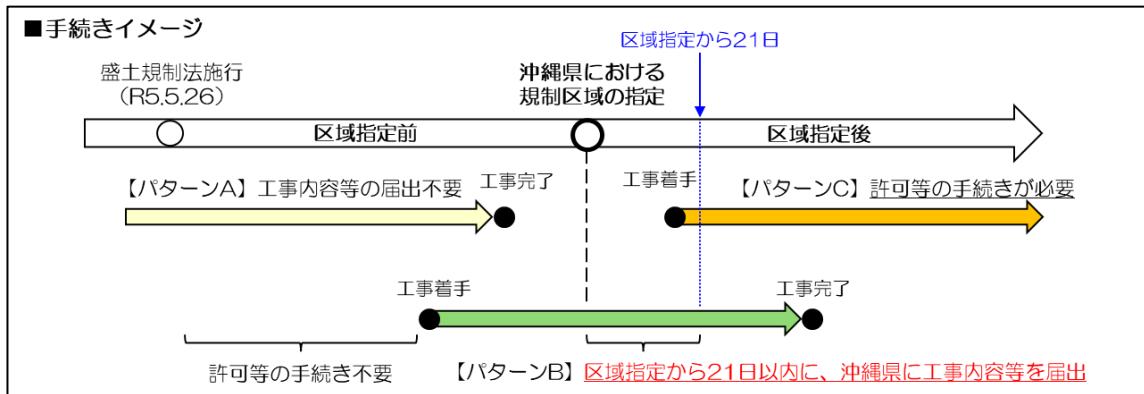 ■手続きイメージ
区域指定から21日
盛土規制法施行
（R5.5.26）
沖縄県における
規制区域の指定
区域指定前
区域指定後
【パターンA】工事内容等の届出不要
工事完了
工事着手
【パターンC】許可等の手続きが必要
工事着手
工事完了
許可等の手続き不要
【パターンB】区域指定から21日以内に、沖縄県に工事内容等を届出